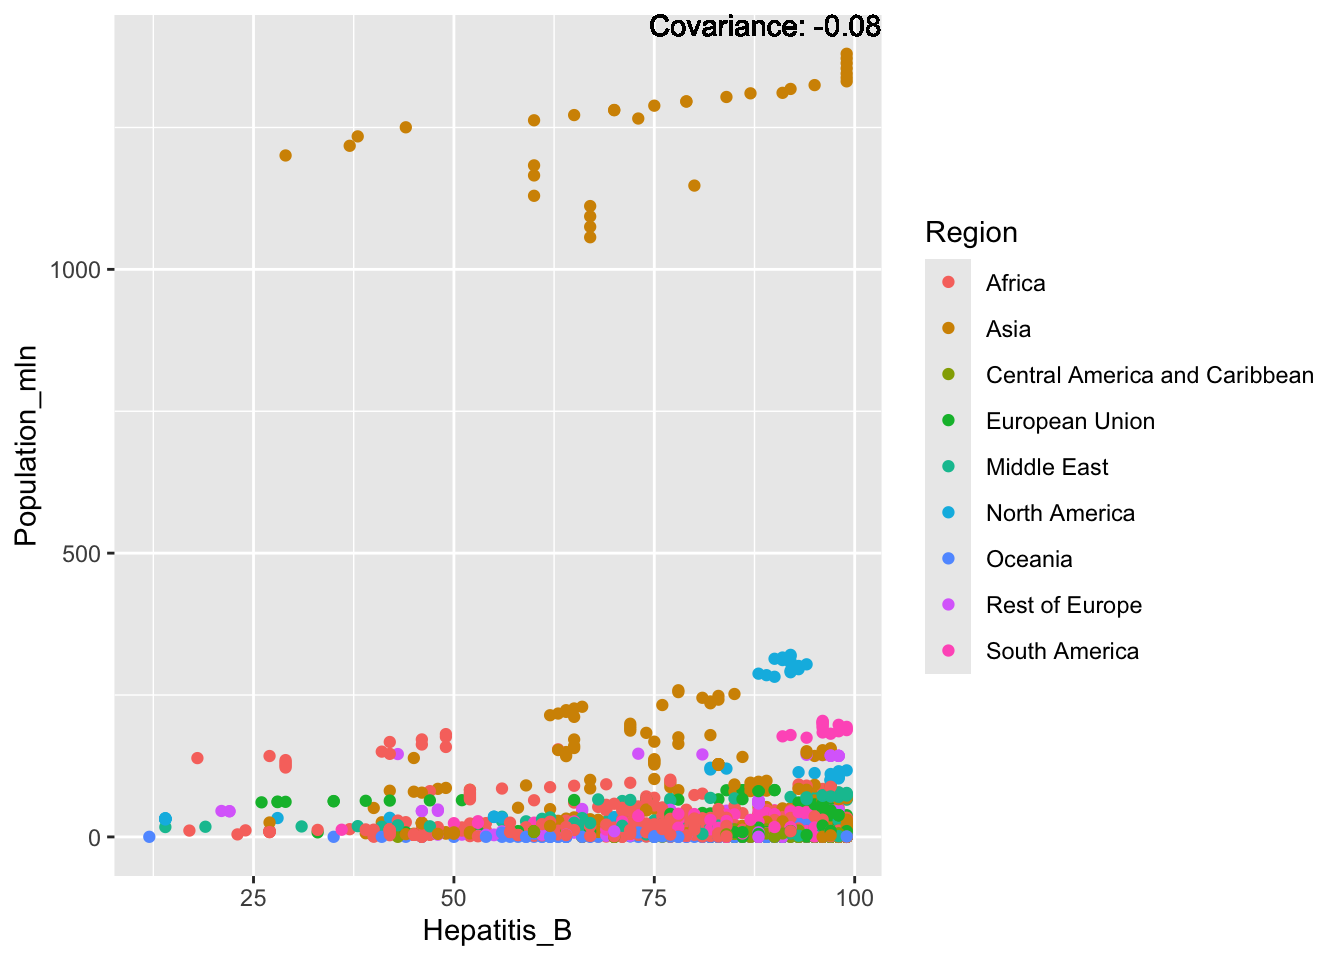 Covariance: -0.08
Population_mln
1000
500
0
25 50 75 100
Hepatitis_B
Region
Africa
Asia
Central America and Caribbean
European Union
Middle East
North America
Oceania
Rest of Europe
South America